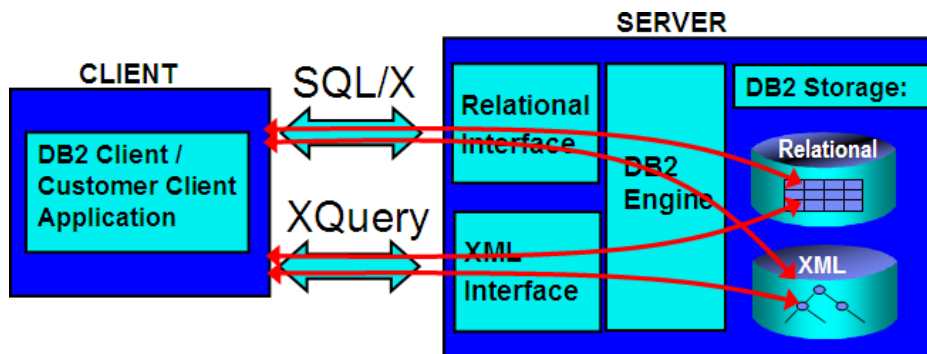 SERVER
CLIENT
SQL/X
DB2 Client /
Customer Client
Application
XQuery
Relational
Interface
XML
Interface
DB2
Engine
DB2 Storage:
Relational
XML